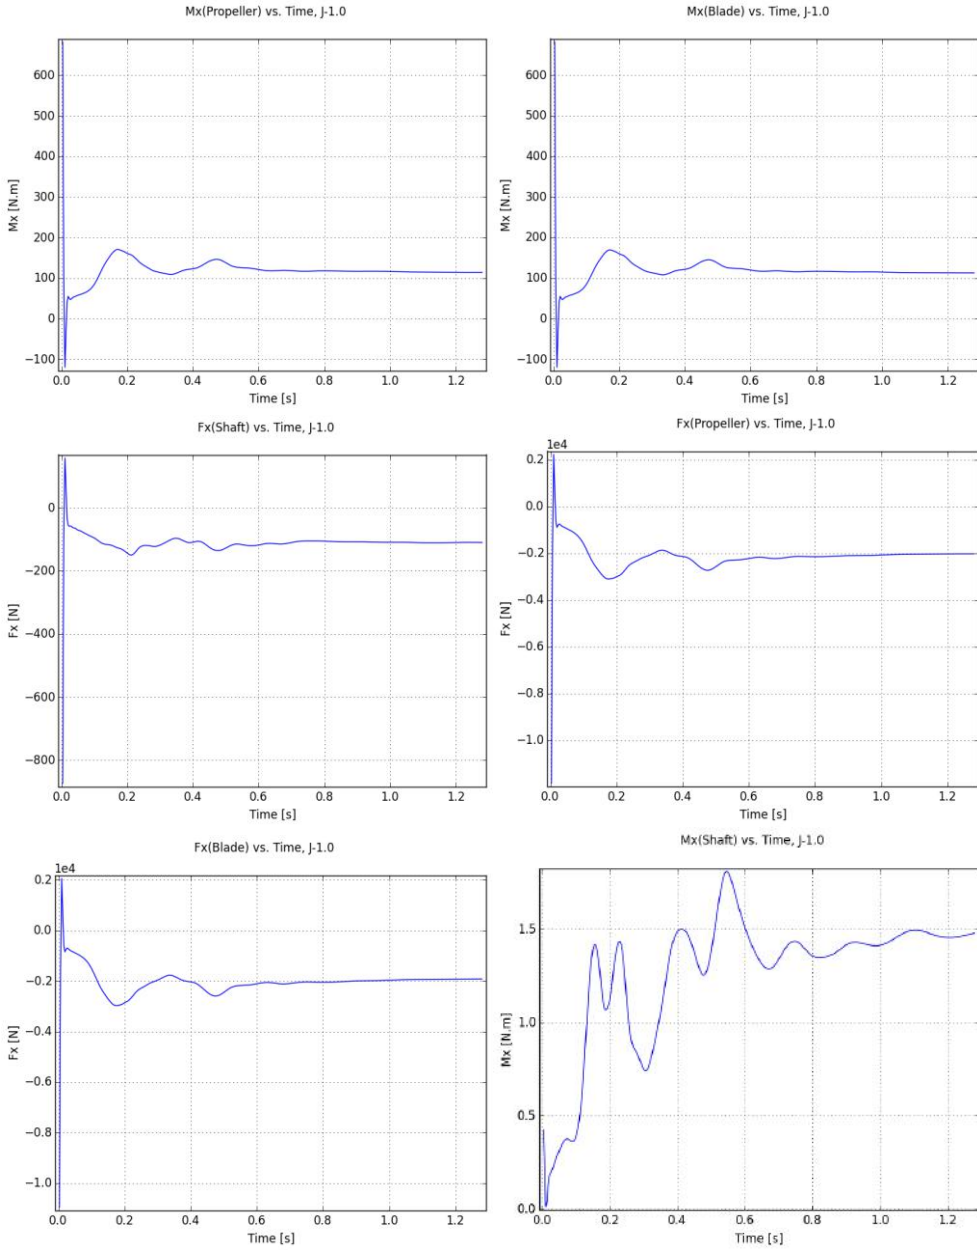 Mx(Propeller) vs. Time, J-1.0
Mx [N.m]
600
500
400
300
200
100
0
−100
0.0 0.2 0.4 0.6 0.8 1.0 1.2
Time [s]
Mx(Blade) vs. Time, J-1.0
Mx [N.m]
600
500
400
300
200
100
0
−100
0.0 0.2 0.4 0.6 0.8 1.0 1.2
Time [s]
Fx(Shaft) vs. Time, J-1.0
Fx [N]
0
−200
−400
−600
−800
0.0 0.2 0.4 0.6 0.8 1.0 1.2
Time [s]
Fx(Propeller) vs. Time, J-1.0
1e4
Fx [N]
0.2
0.0
−0.2
−0.4
−0.6
−0.8
−1.0
0.0 0.2 0.4 0.6 0.8 1.0 1.2
Time [s]
Fx(Blade) vs. Time, J-1.0
1e4
Fx [N]
0.2
0.0
−0.2
−0.4
−0.6
−0.8
−1.0
0.0 0.2 0.4 0.6 0.8 1.0 1.2
Time [s]
Mx(Shaft) vs. Time, J-1.0
Mx [N.m]
1.5
1.0
0.5
0.0
0.0 0.2 0.4 0.6 0.8 1.0 1.2
Time [s]